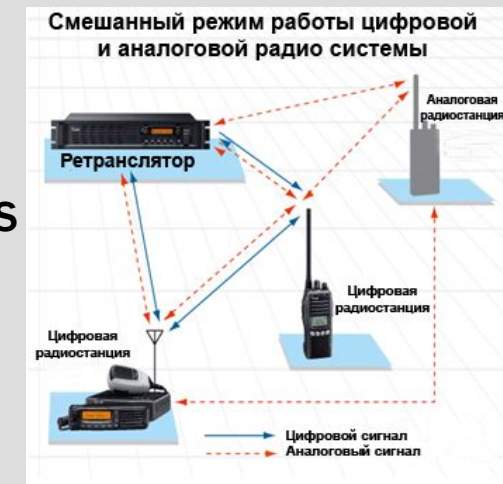 Смешанный режим работы цифровой
и аналоговой радио системы
Аналоговая
радиостанция
Ретранслятор
S
Цифровая
радиостанция
Цифровая
радиостанция
Цифровой сигнал
Аналоговый сигнал